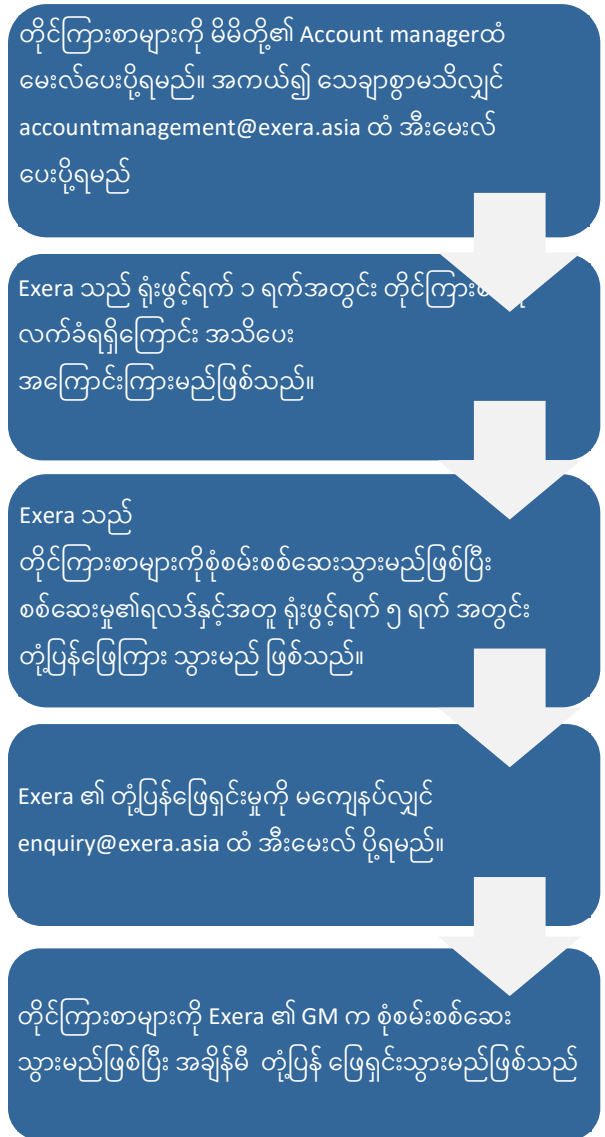 တိုင်ကြားစာများကို မိမိတို့၏ Account managerထံ
မေးလ်ပေးပို့ရမည်။ အကယ်၍ သေချာစွာမသိလျှင်
accountmanagement@exera.asia ထံ အီးမေးလ်
ပေးပို့ရမည်
Exera သည် ရုံးဖွင့်ရက် ၁ ရက်အတွင်း
လက်ခံရရှိကြောင်း အသိပေး
အကြောင်းကြားမည်ဖြစ်သည်။
Exera သည်
တိုင်ကြားစာများကိုစုံစမ်းစစ်ဆေးသွားမည်ဖြစ်ပြီး
စစ်ဆေးမှု၏ရလဒ်နှင့်အတူ ရုံးဖွင့်ရက် ၅ ရက် အတွင်း
တုံ့ပြန်ဖြေကြား သွားမည် ဖြစ်သည်။
Exera ၏ တုံ့ပြန်ဖြေရှင်းမှုကို မကျေနပ်လျှင်
enquiry@exera.asia ထံ အီးမေးလ် ပို့ရမည်။
တိုင်ကြားစာများကို Exera ၏ GM က စုံစမ်းစစ်ဆေး
သွားမည်ဖြစ်ပြီး အချိန်မီ တုံ့ပြန် ဖြေရှင်းသွားမည်ဖြစ်သည်